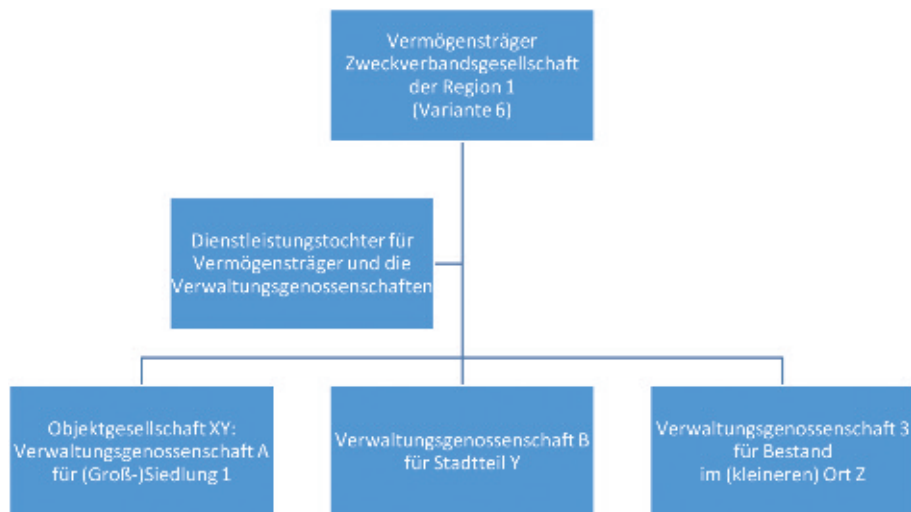 Vermögensträger
Zweckverbandsgesellschaft
der Region 1
(Variante 6)
Dienstleistungstochter für
Vermögensträger und die
Verwaltungsgenossenschaften
Objektgesellschaft XY:
Verwaltungsgenossenschaft A
für (Groß-)Siedlung 1
Verwaltungsgenossenschaft B
für Stadtteil Y
Verwaltungsgenossenschaft 3
für Bestand
im (kleineren) Ort Z